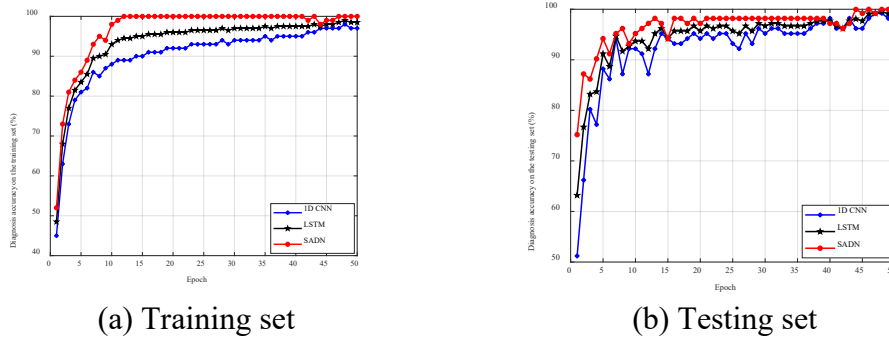 100
90
80
70
60
50
40
0
5
10
15
20
25
30
35
40
45
50
Diagnosis accuracy on the training set (%)
Epoch
1D CNN
LSTM
SADN
(a) Training set
100
90
80
70
60
50
0
5
10
15
20
25
30
35
40
45
50
Diagnosis accuracy on the testing set (%)
Epoch
1D CNN
LSTM
SADN
(b) Testing set